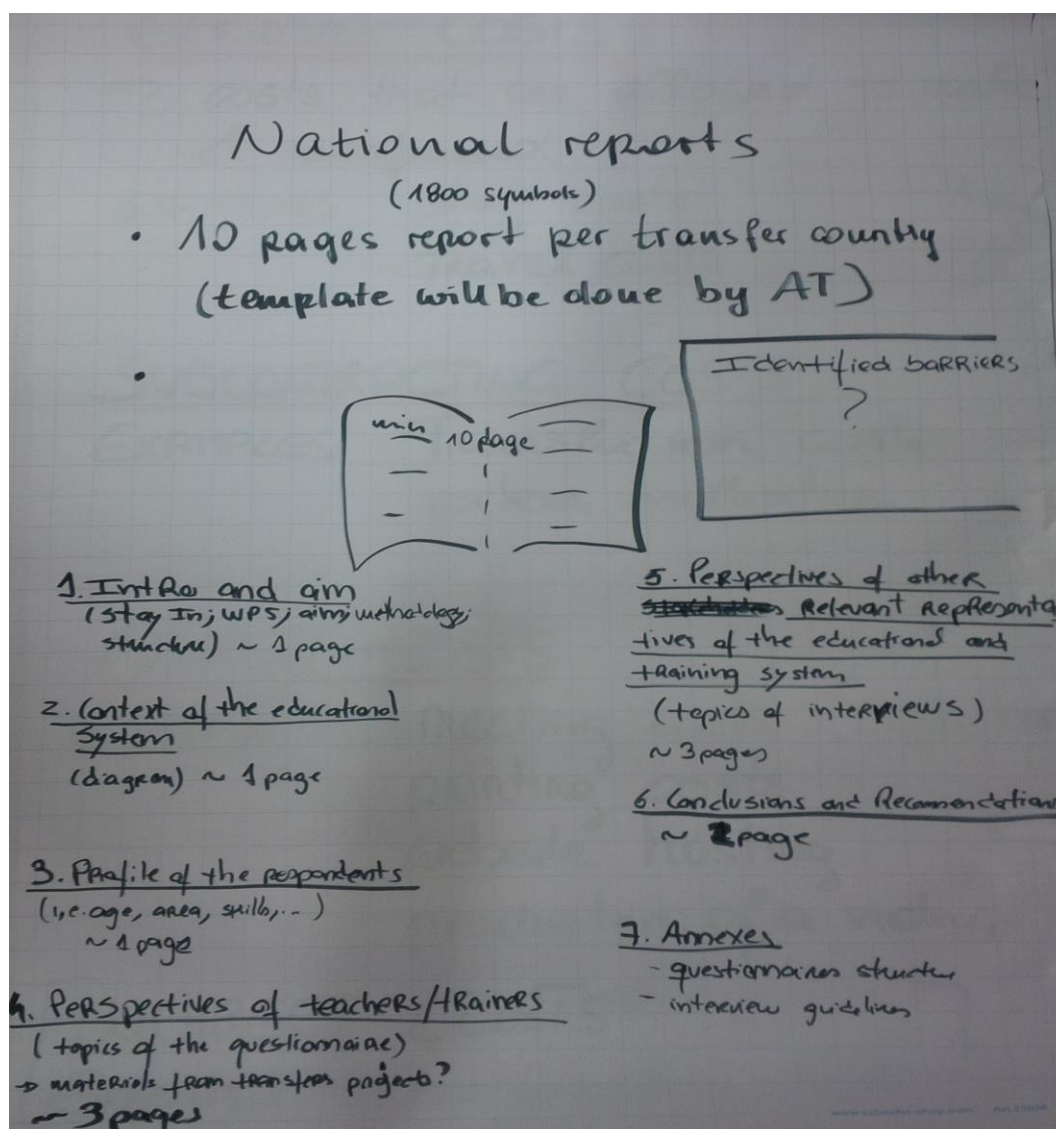 National reports
(1800 symbols)
• 10 pages report per transfer country
(template will be done by AT)
•
Identified baRRieRs
?
min 10 page
1. IntRo and aim
(Stay In; WP5; aim; methodology;
structure) ~ 1 page
2. Context of the educational
System
(diagram) ~ 1 page
3. PRofile of the respondents
(i.e. age, aRea, skills, ...)
~ 1 page
4. PeRspectives of teachers/tRaineRs
(topics of the questionnaire)
→ mateRials fRom tRansfeR project?
~ 3 pages
5. PeRspectives of other
Relevant RepResenta
tives of the educational and
tRaining system
(topics of interviews)
~ 3 pages
6. Conclusions and Recommendation
~ 2 page
7. Annexes
- questionnaires structure
- interview guidelines